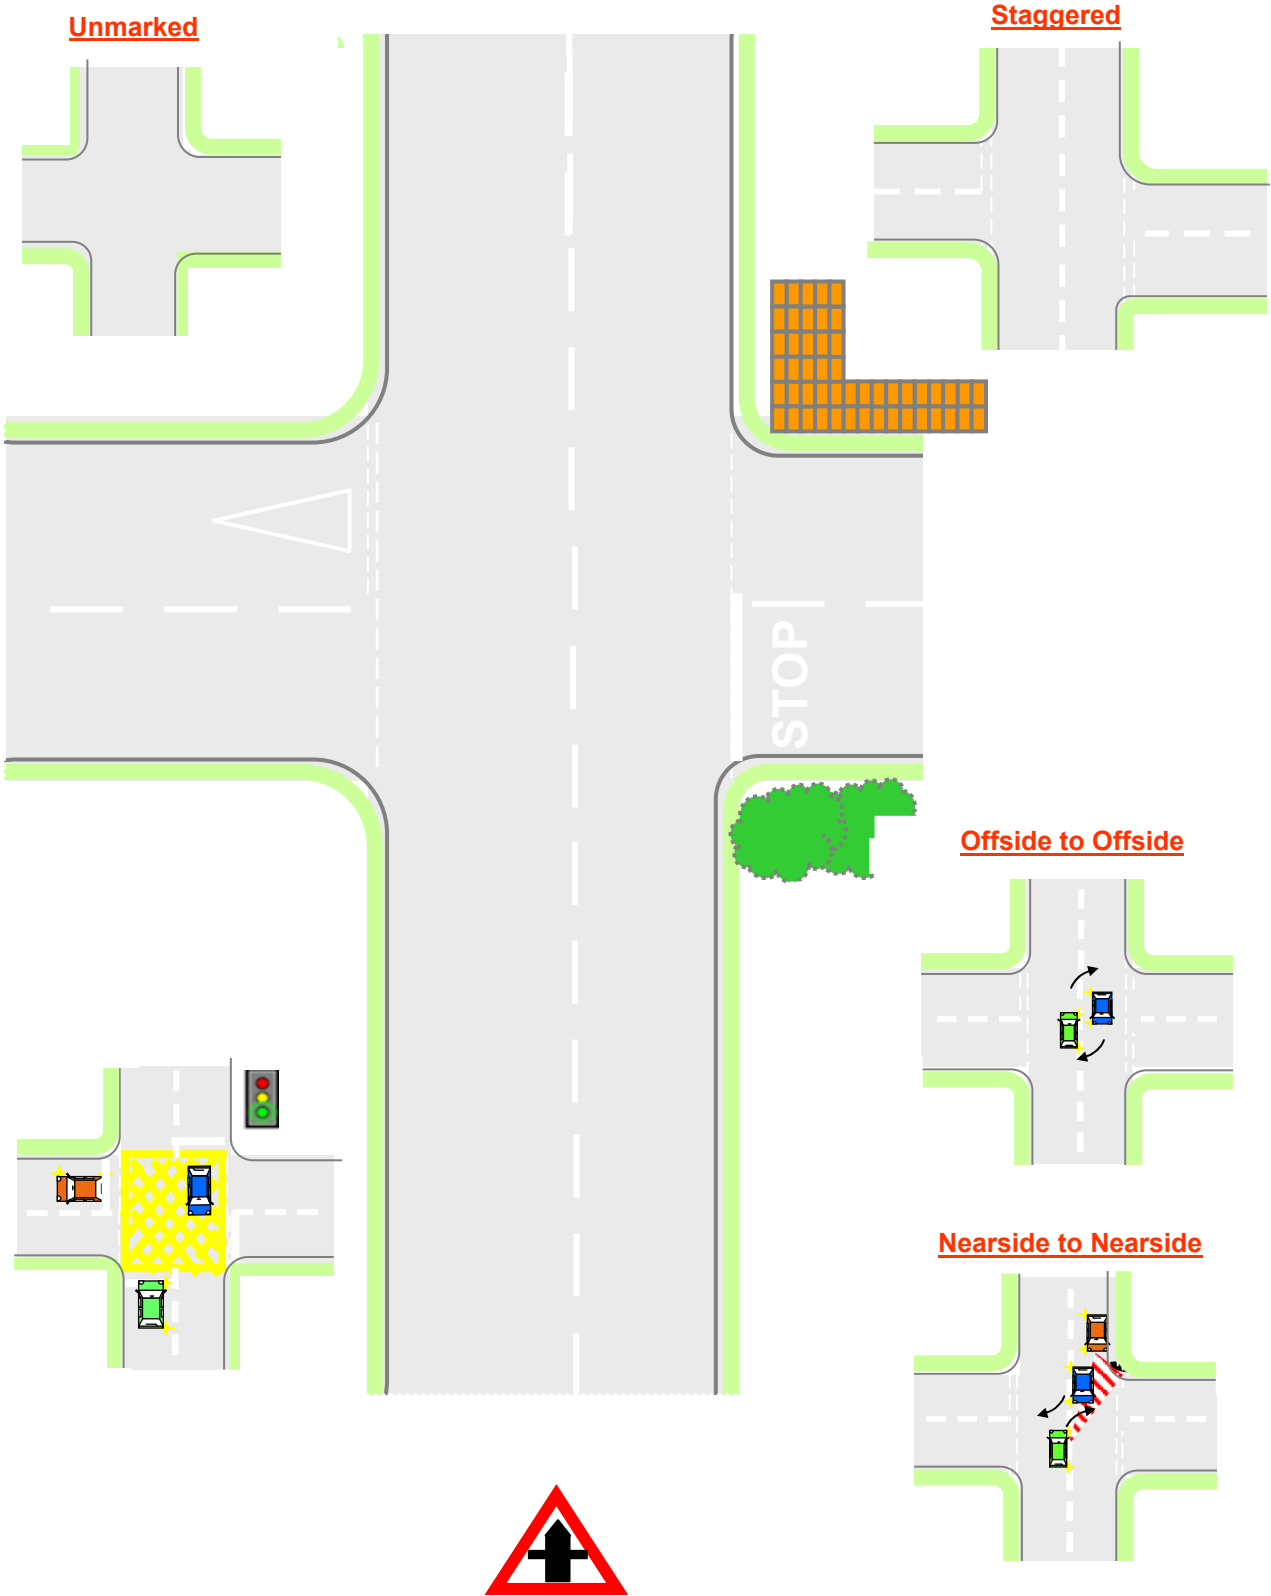 Unmarked
Staggered
STOP
Offside to Offside
Nearside to Nearside